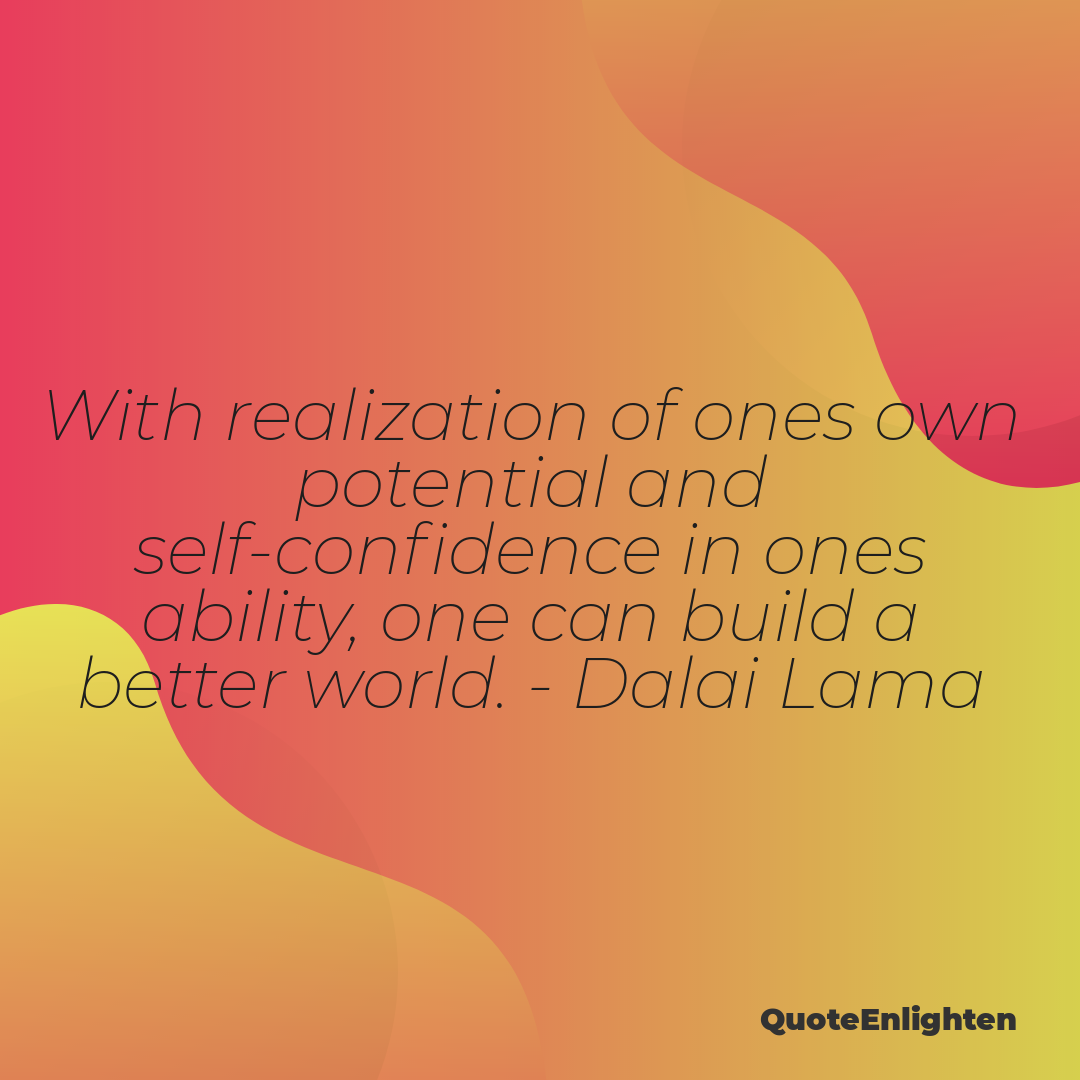 With realization of ones own
potential and
self-confidence in ones
ability, one can build a
better world. - Dalai Lama
QuoteEnlighten